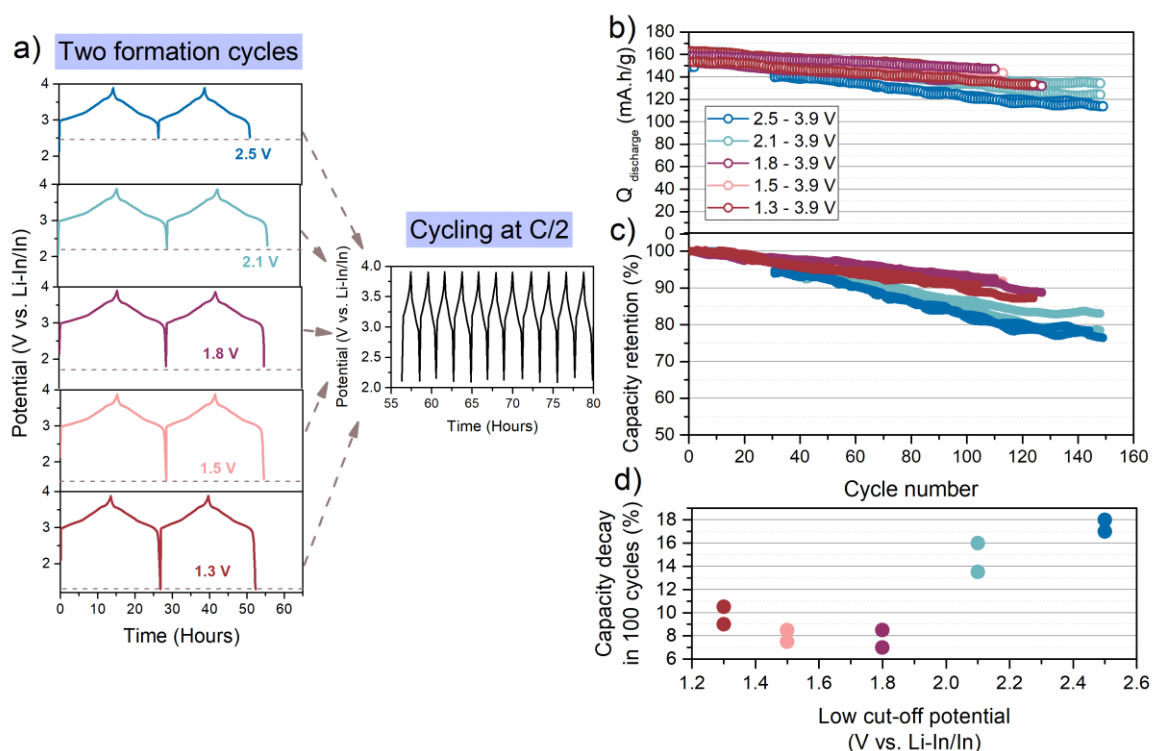 a)
Two formation cycles
Potential (V vs. Li-In/In)
4
3
2
2.5 V
4
3
2
2.1 V
4
3
2
1.8 V
4
3
2
1.5 V
4
3
2
1.3 V
0 10 20 30 40 50 60
Time (Hours)
Cycling at C/2
Potential (V vs. Li-In/In)
4.0
3.5
3.0
2.5
2.0
55 60 65 70 75 80
Time (Hours)
b)
Q discharge (mA.h/g)
180
160
140
120
100
80
60
40
20
0
2.5 - 3.9 V
2.1 - 3.9 V
1.8 - 3.9 V
1.5 - 3.9 V
1.3 - 3.9 V
c)
Capacity retention (%)
100
90
80
70
60
50
0 20 40 60 80 100 120 140 160
Cycle number
d)
Capacity decay
in 100 cycles (%)
18
16
14
12
10
8
6
1.2 1.4 1.6 1.8 2.0 2.2 2.4 2.6
Low cut-off potential
(V vs. Li-In/In)